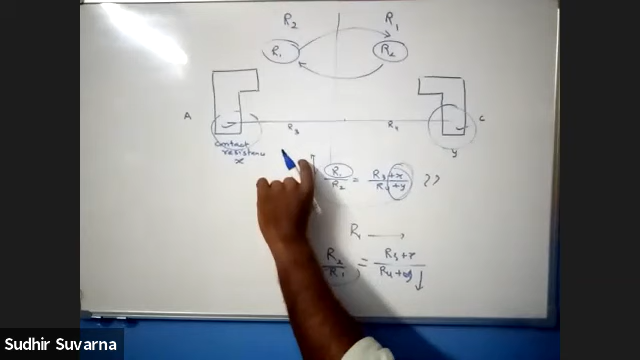 R₂ R₁
R₁ R₂
A C
R₃ R₄
contact
resistance
x y
R₁/R₂ = R₃+x/R₄+y ??
R₁ →
R₂/R₁ = R₃+x/R₄+y ↓
Sudhir Suvarna